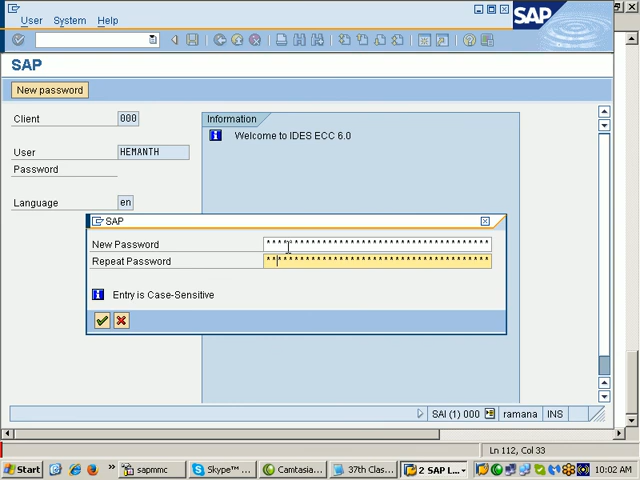 User System Help
SAP
SAP
New password
Client 000
Information
Welcome to IDES ECC 6.0
User HEMANTH
Password
Language en
SAP
New Password ****************************************
Repeat Password ****************************************
Entry is Case-Sensitive
SAI (1) 000 ramana INS
Ln 112, Col 33
Start sapmmc Skype™ ... Camtasia... 37th Clas... 2 SAP L... 10:02 AM